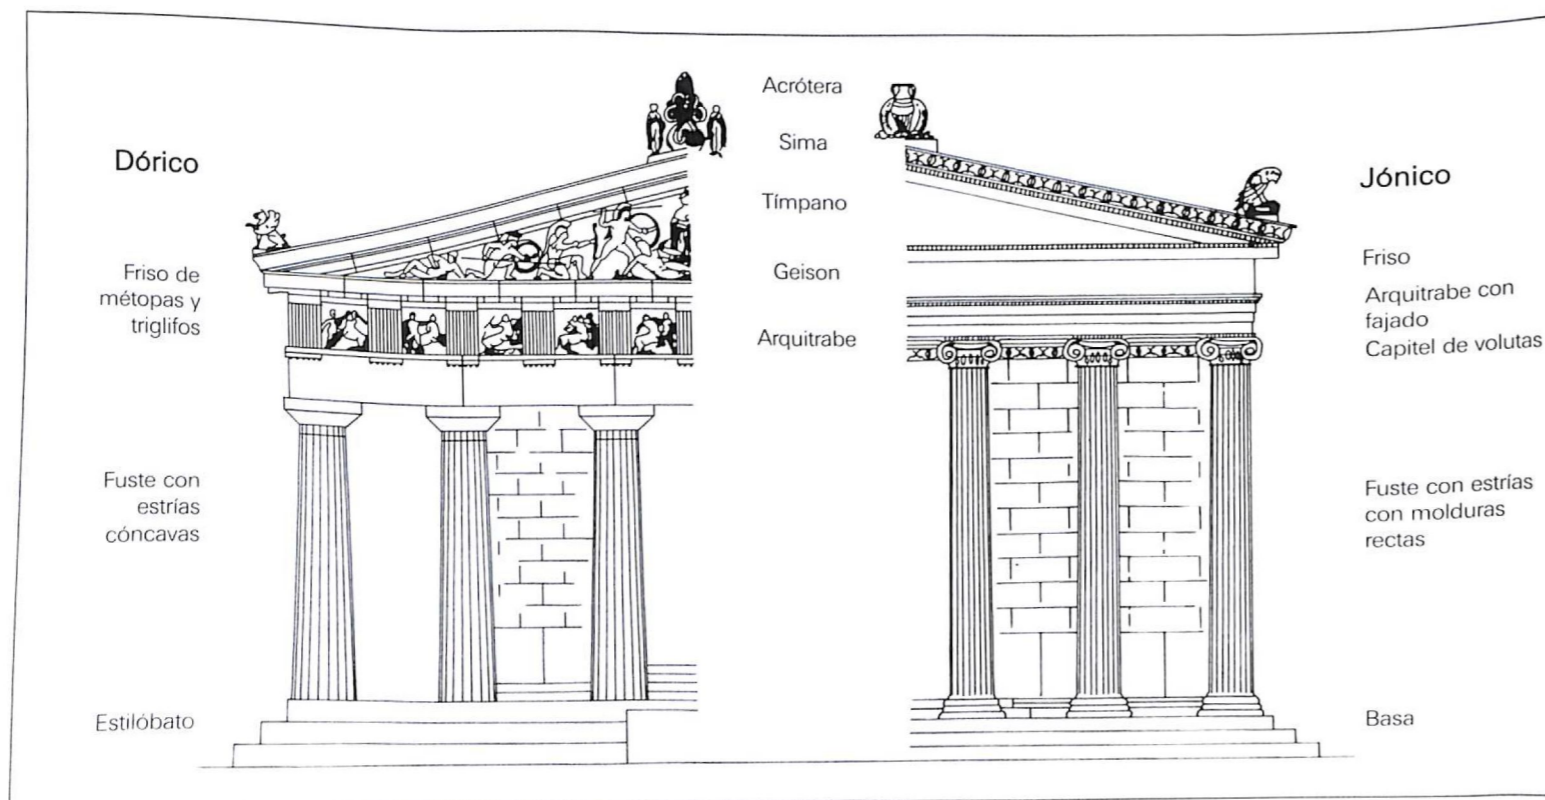 Dórico
Friso de
métopas y
triglifos
Fuste con
estrías
cóncavas
Estilóbato
Acrótera
Sima
Tímpano
Geison
Arquitrabe
Jónico
Friso
Arquitrabe con
fajado
Capitel de volutas
Fuste con estrías
con molduras
rectas
Basa